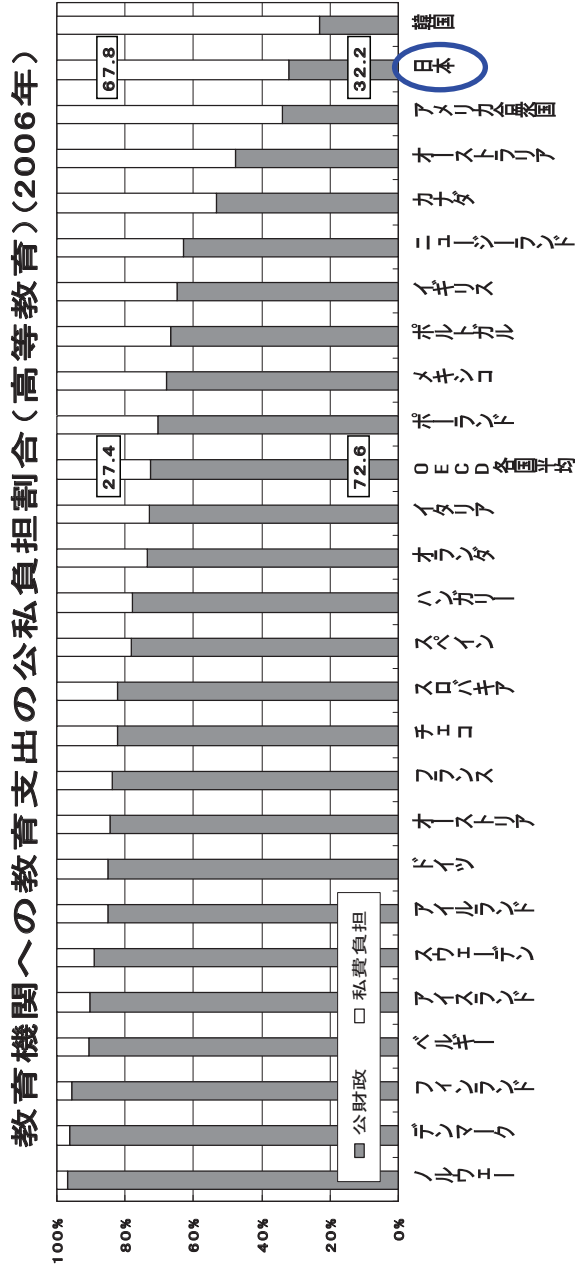 教育機関への教育支出の公私負担割合(高等教育)(2006年)
100%
80%
60%
40%
20%
0%
67.8
32.2
27.4
72.6
公財政 私費負担
ノルウェー
デンマーク
フィンランド
ベルギー
アイスランド
スウェーデン
アイルランド
ドイツ
オーストリア
フランス
チェコ
スロバキア
スペイン
ハンガリー
オランダ
イタリア
OECD各国平均
ポーランド
メキシコ
ポルトガル
イギリス
ニュージーランド
カナダ
オーストラリア
アメリカ合衆国
日本
韓国